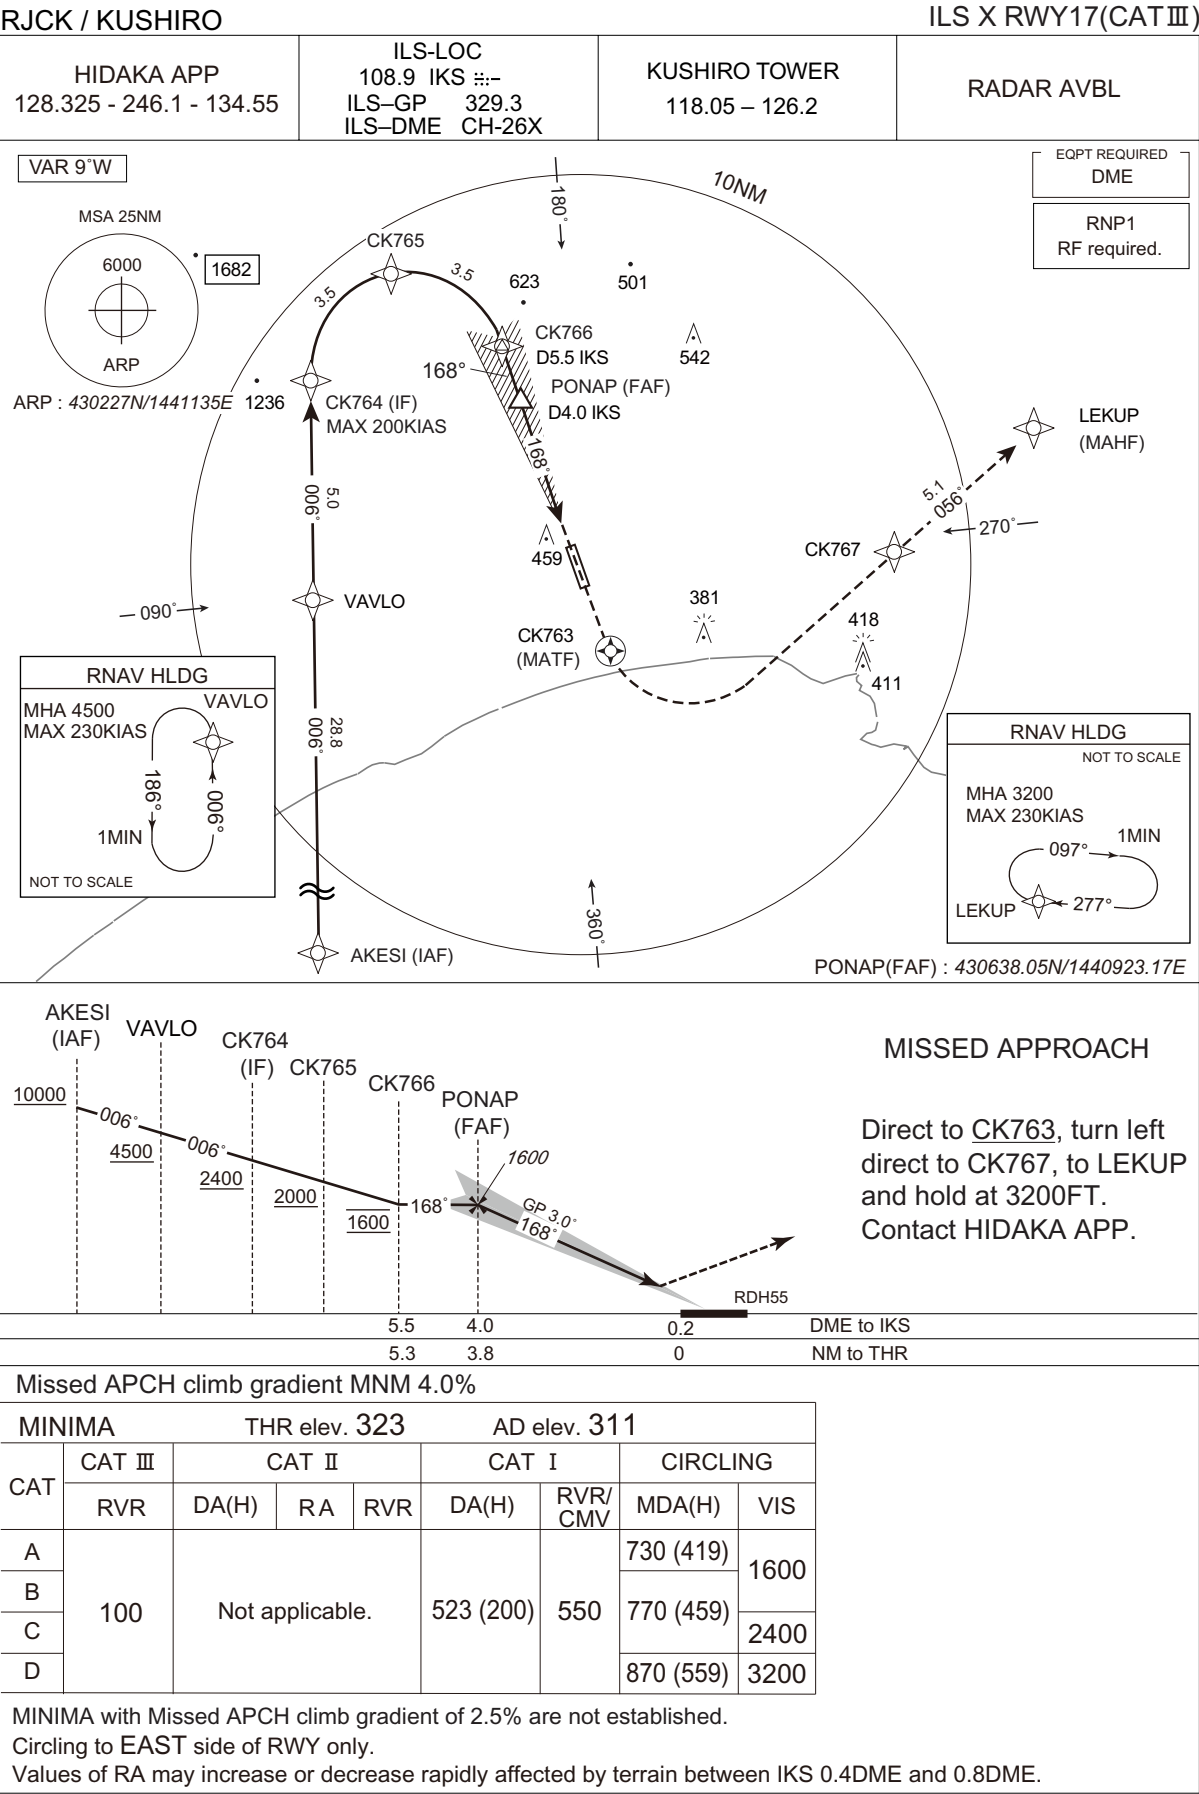 RJCK / KUSHIRO
ILS X RWY17(CATⅢ)
HIDAKA APP
128.325 - 246.1 - 134.55
ILS-LOC
108.9 IKS
ILS–GP 329.3
ILS–DME CH-26X
KUSHIRO TOWER
118.05 – 126.2
RADAR AVBL
VAR 9°W
EQPT REQUIRED
DME
RNP1
RF required.
MSA 25NM
6000
ARP
1682
ARP : 430227N/1441135E
1236
10NM
180°
CK765
3.5
3.5
623
501
CK766
D5.5 IKS
542
168°
PONAP (FAF)
D4.0 IKS
CK764 (IF)
MAX 200KIAS
LEKUP
(MAHF)
168°
5.0
006°
5.1
056°
270°
459
CK767
VAVLO
090°
381
418
411
CK763
(MATF)
RNAV HLDG
MHA 4500
MAX 230KIAS
VAVLO
186°
006°
1MIN
NOT TO SCALE
28.8
006°
RNAV HLDG
NOT TO SCALE
MHA 3200
MAX 230KIAS
1MIN
097°
277°
LEKUP
360°
AKESI (IAF)
PONAP(FAF) : 430638.05N/1440923.17E
AKESI
(IAF)
VAVLO
CK764
(IF)
CK765
CK766
PONAP
(FAF)
10000
006°
4500
006°
2400
2000
1600
168°
1600
GP 3.0°
168°
RDH55
MISSED APPROACH
Direct to CK763, turn left
direct to CK767, to LEKUP
and hold at 3200FT.
Contact HIDAKA APP.
5.5 4.0 0.2 DME to IKS
5.3 3.8 0 NM to THR
Missed APCH climb gradient MNM 4.0%
MINIMA THR elev. 323 AD elev. 311
CAT CAT Ⅲ CAT Ⅱ CAT Ⅰ CIRCLING
RVR DA(H) RA RVR DA(H) RVR/CMV MDA(H) VIS
A 730 (419) 1600
B
C 100 Not applicable. 523 (200) 550 770 (459) 2400
D 870 (559) 3200
MINIMA with Missed APCH climb gradient of 2.5% are not established.
Circling to EAST side of RWY only.
Values of RA may increase or decrease rapidly affected by terrain between IKS 0.4DME and 0.8DME.